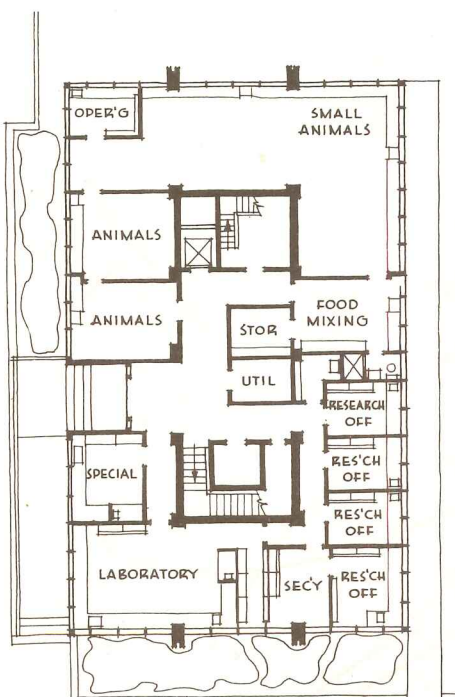 OPER'G
SMALL
ANIMALS
ANIMALS
ANIMALS
FOOD
MIXING
STOR
UTIL
RESEARCH
OFF
SPECIAL
RES'CH
OFF
RES'CH
OFF
LABORATORY
SEC'Y
RES'CH
OFF